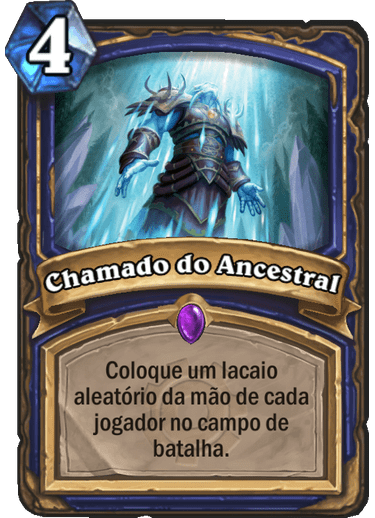 4
Chamado do Ancestral
Coloque um lacaio
aleatório da mão de cada
jogador no campo de
batalha.